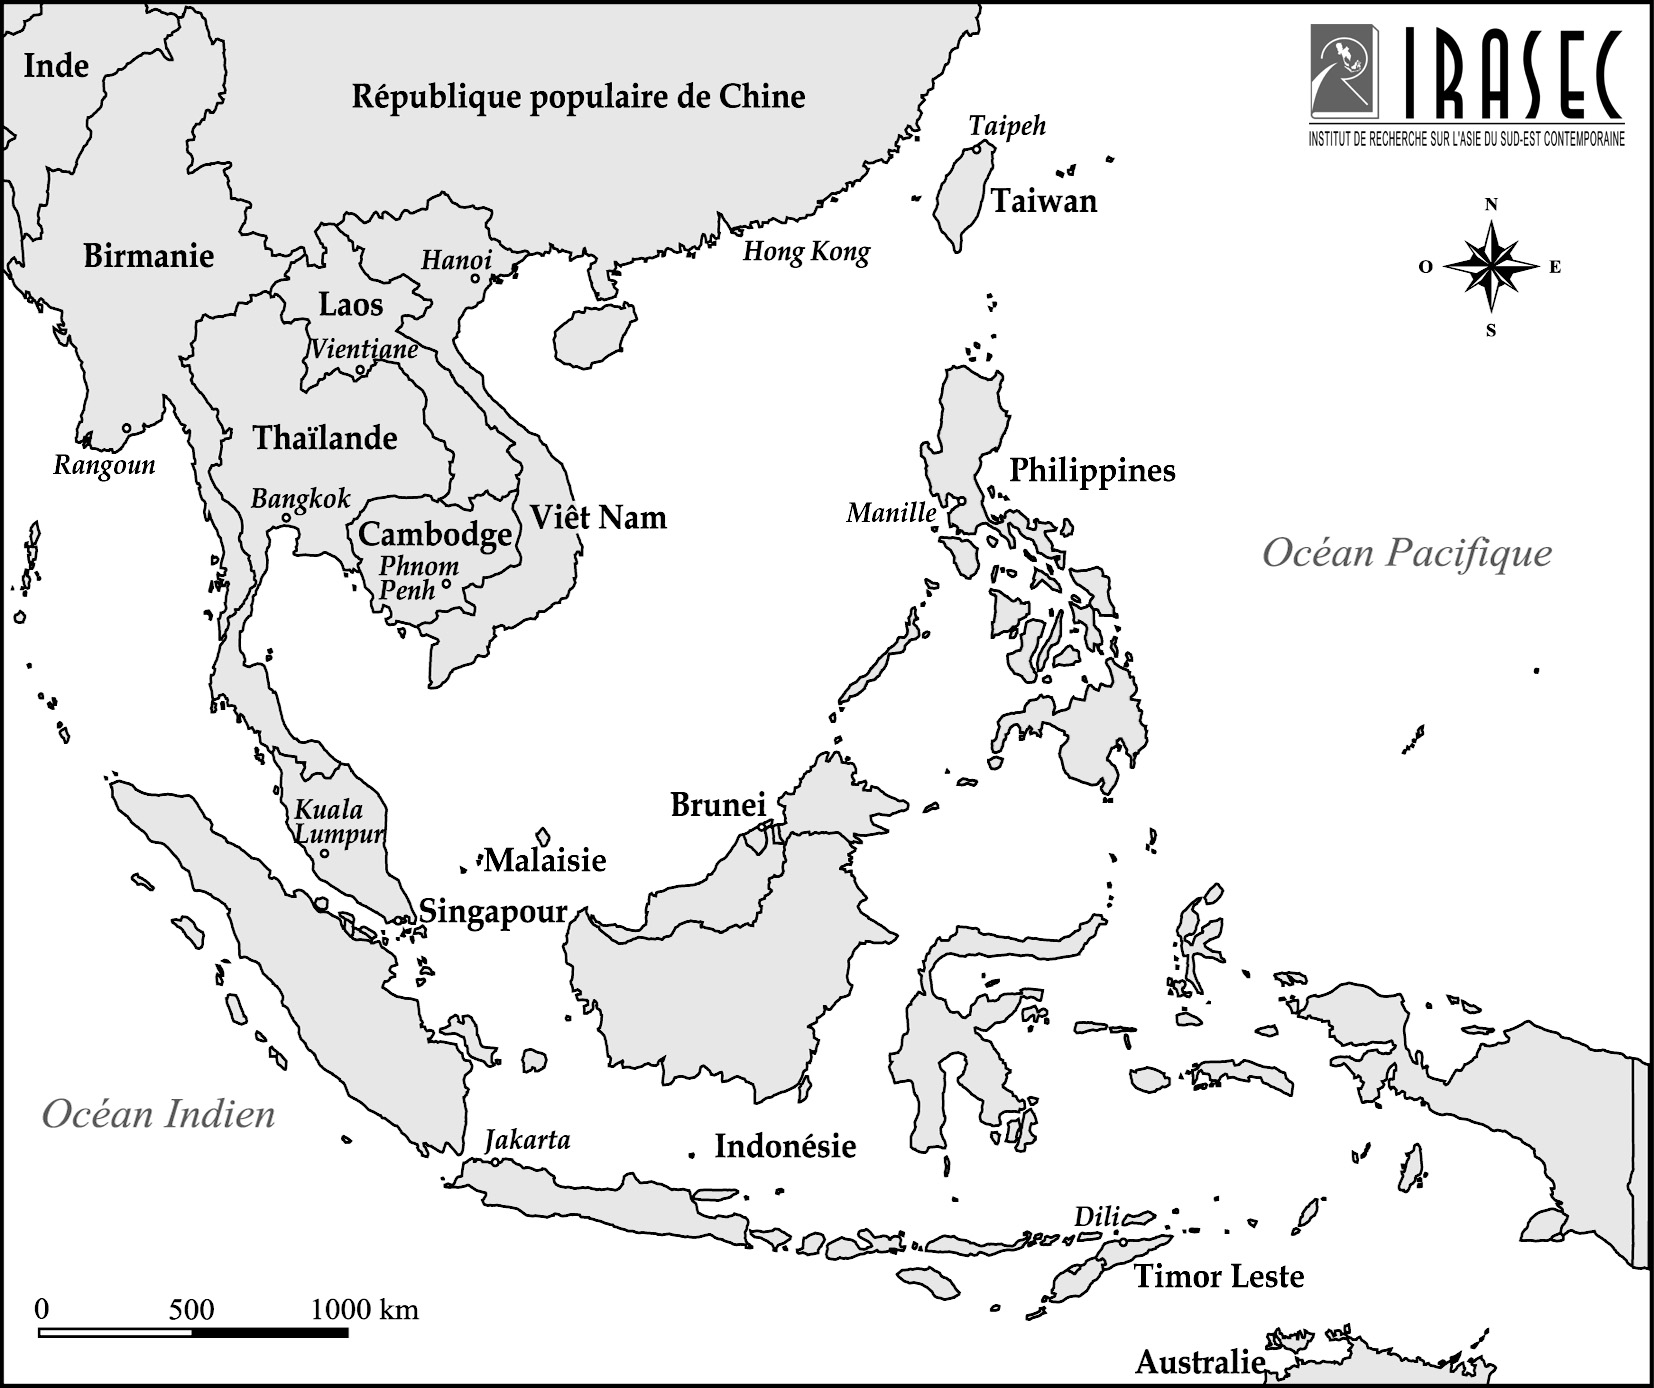 Inde
République populaire de Chine
IRASEC
INSTITUT DE RECHERCHE SUR L'ASIE DU SUD-EST CONTEMPORAINE
Taipeh
Taiwan
N
O
E
S
Birmanie
Hanoi
Hong Kong
Laos
Vientiane
Thaïlande
Rangoun
Bangkok
Cambodge
Phnom
Penh
Viêt Nam
Philippines
Manille
Océan Pacifique
Kuala
Lumpur
Brunei
Malaisie
Singapour
Océan Indien
Jakarta
Indonésie
Dili
Timor Leste
0 500 1000 km
Australie